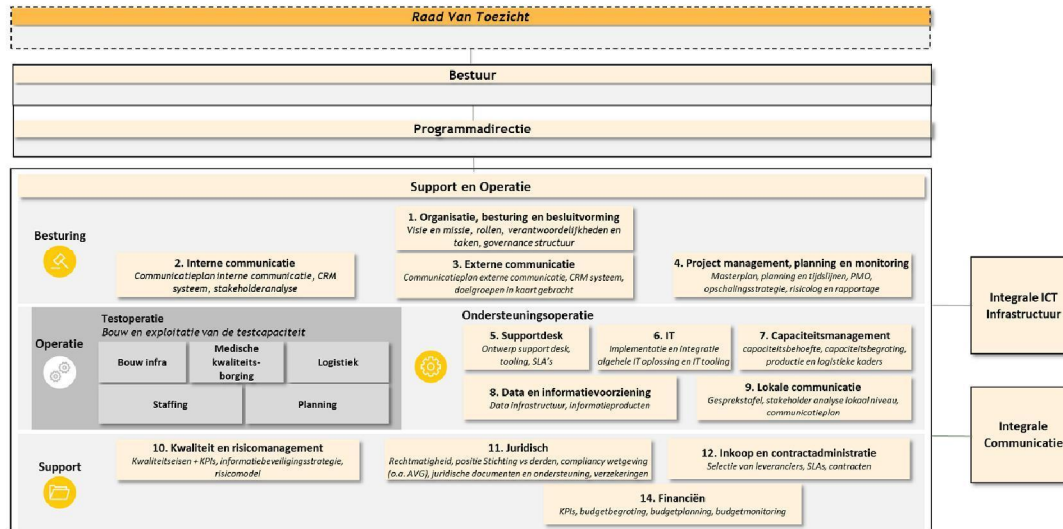 Raad Van Toezicht
Bestuur
Programmadirectie
Support en Operatie
Besturing
1. Organisatie, besturing en besluitvorming
Visie en missie, rollen, verantwoordelijkheden en
taken, governance structuur
2. Interne communicatie
Communicatieplan interne communicatie, CRM
systeem, stakeholderanalyse
3. Externe communicatie
Communicatieplan externe communicatie, CRM systeem,
doelgroepen in kaart gebracht
4. Project management, planning en monitoring
Masterplan, planning en tijdslijnen, PMO,
opschalingsstrategie, risicolog en rapportage
Operatie
Testoperatie
Bouw en exploitatie van de testcapaciteit
Bouw infra
Medische
kwaliteits-
borging
Logistiek
Staffing
Planning
Ondersteuningsoperatie
5. Supportdesk
Ontwerp support desk,
tooling, SLA's
6. IT
Implementatie en integratie
algehele IT oplossing en IT tooling
7. Capaciteitsmanagement
capaciteitsbehoefte, capaciteitsbegroting,
productie en logistieke kaders
8. Data en informatievoorziening
Data infrastructuur, informatieproducten
9. Lokale communicatie
Gesprekstafel, stakeholder analyse lokaal niveau,
communicatieplan
Support
10. Kwaliteit en risicomanagement
Kwaliteitseisen + KPIs, informatiebeveiligingsstrategie,
risicomodel
11. Juridisch
Rechtmatigheid, positie Stichting vs derden, compliancy wetgeving
(o.a. AVG), juridische documenten en ondersteuning, verzekeringen
12. Inkoop en contractadministratie
Selectie van leveranciers, SLAs, contracten
14. Financiën
KPIs, budgetbegroting, budgetplanning, budgetmonitoring
Integrale ICT
Infrastructuur
Integrale
Communicatie